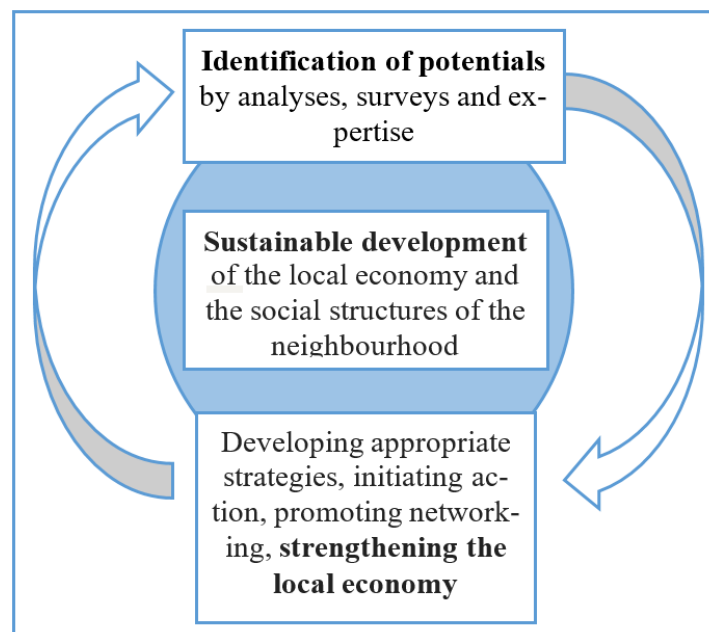 Identification of potentials
by analyses, surveys and ex-
pertise
Sustainable development
of the local economy and
the social structures of the
neighbourhood
Developing appropriate
strategies, initiating ac-
tion, promoting network-
ing, strengthening the
local economy